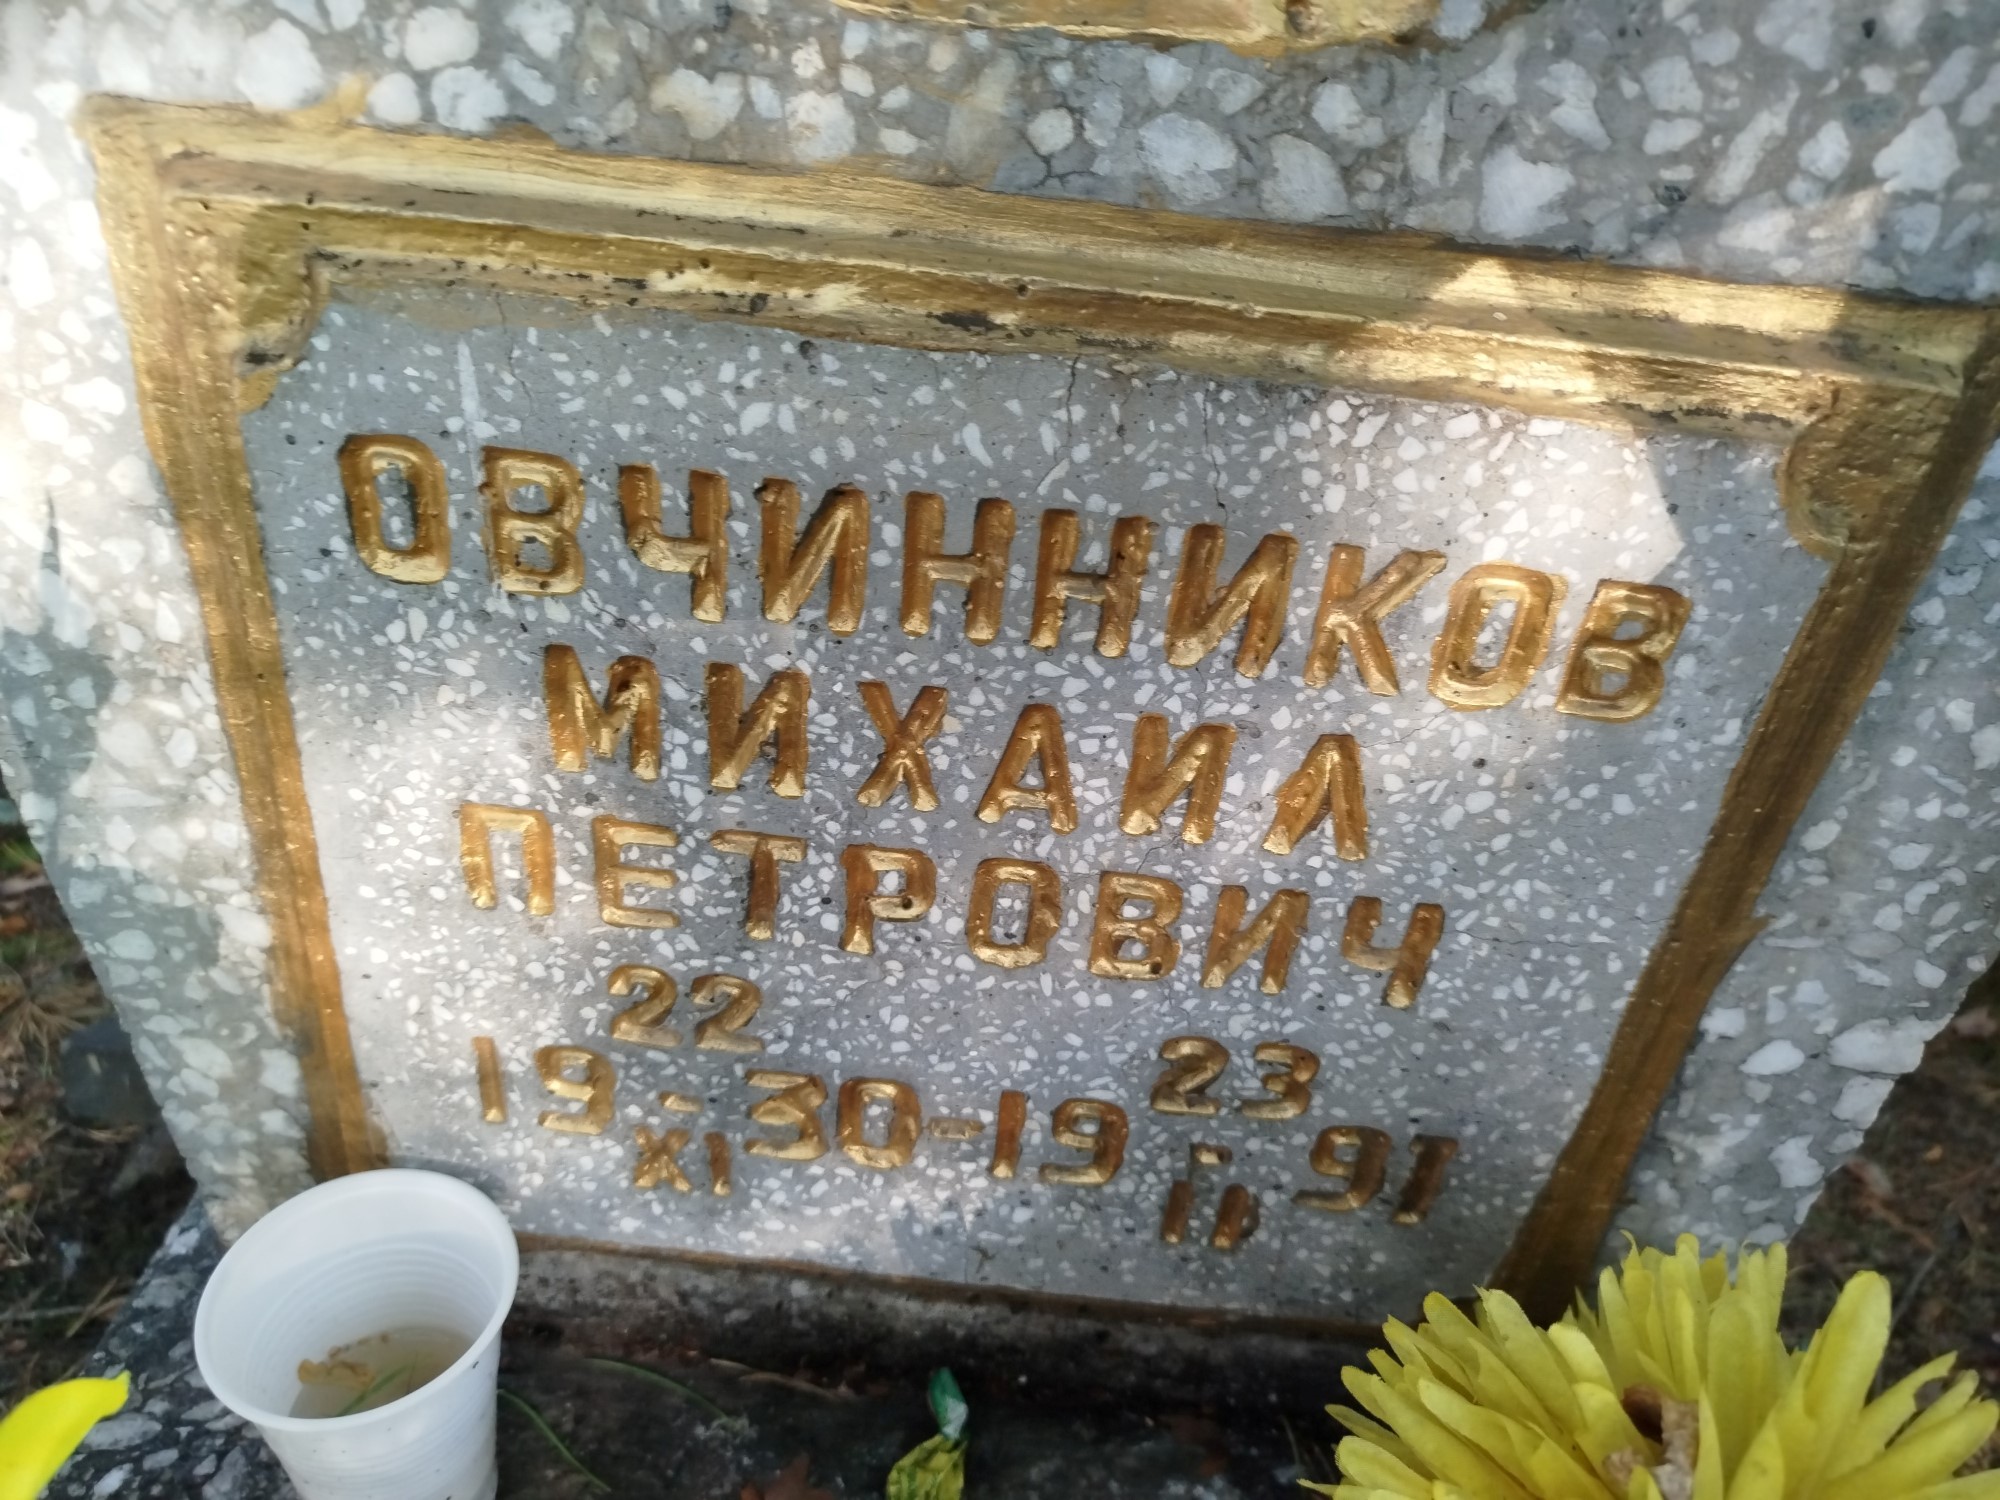 ОВЧИННИКОВ
МИХАИЛ
ПЕТРОВИЧ
19 22/XI 30 - 19 23/II 91